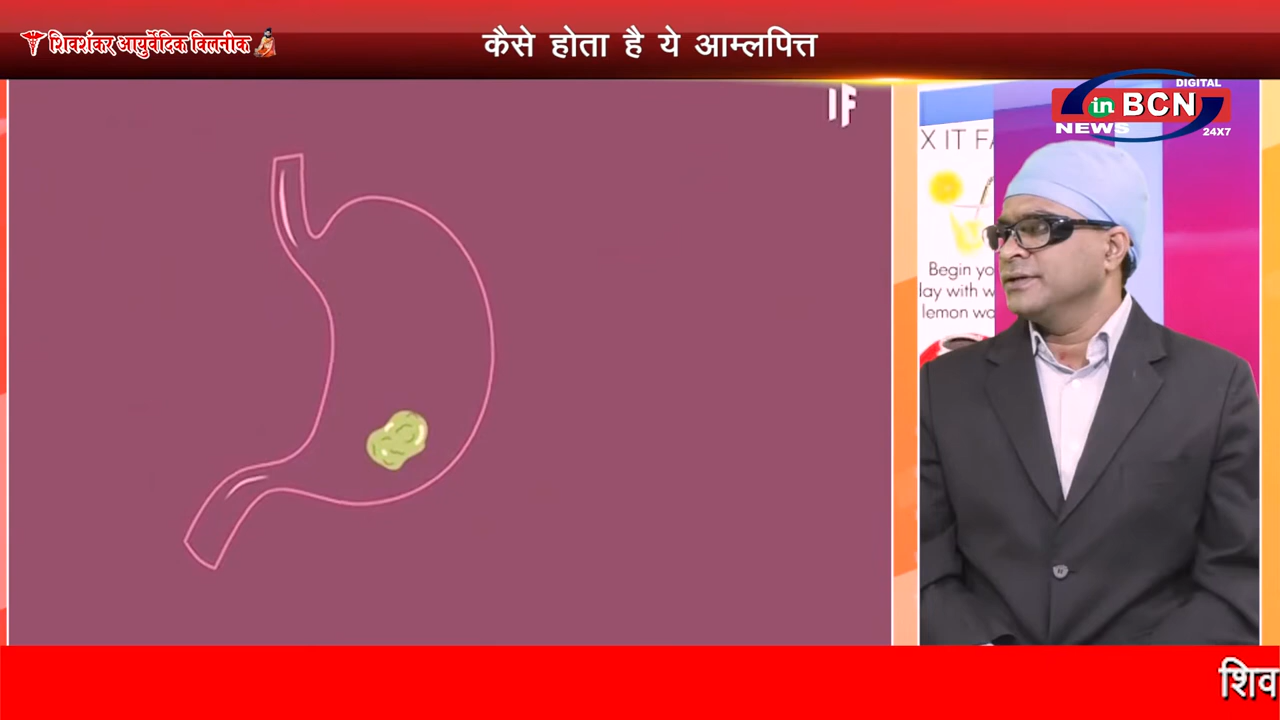 शिवशंकर आयुर्वेदिक क्लिनीक
कैसे होता है ये आम्लपित्त
IF
DIGITAL
in BCN
NEWS
24X7
X IT FA
Begin yo
lay with w
lemon wa
शिव